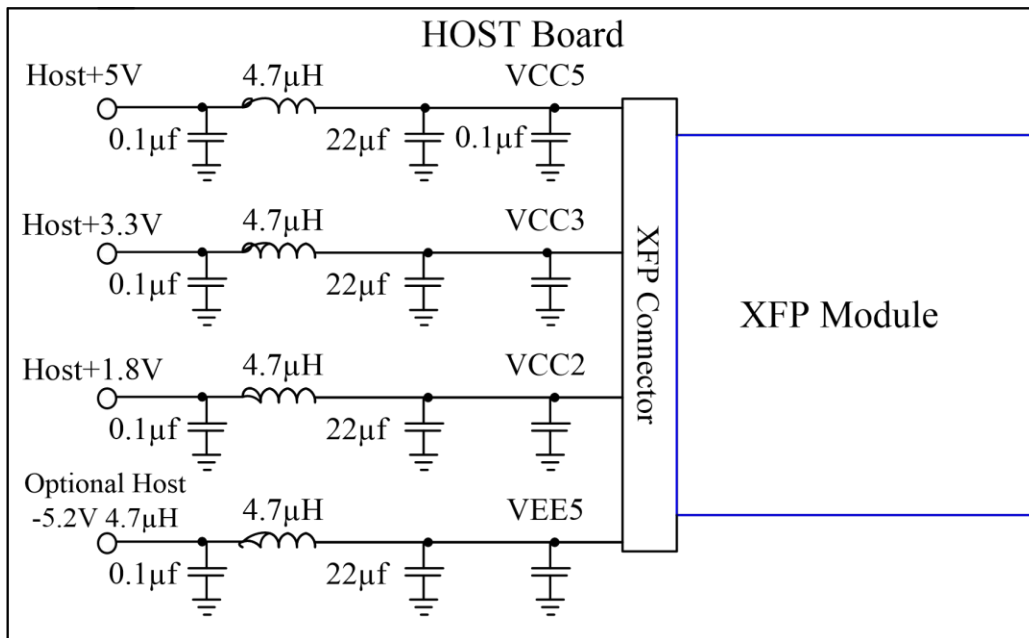 HOST Board
Host+5V
4.7µH
VCC5
0.1µf
22µf
0.1µf
Host+3.3V
4.7µH
VCC3
0.1µf
22µf
Host+1.8V
4.7µH
VCC2
0.1µf
22µf
Optional Host
-5.2V 4.7µH
4.7µH
VEE5
0.1µf
22µf
XFP Connector
XFP Module